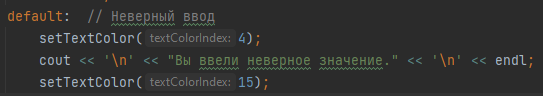 default:  // Неверный ввод
setTextColor( textColorIndex: 4);
cout << '\n' << "Вы ввели неверное значение." << '\n' << endl;
setTextColor( textColorIndex: 15);